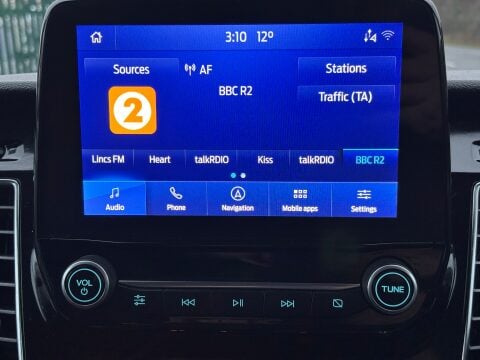 3:10 12°
Sources AF Stations
BBC R2
Traffic (TA)
2
Lincs FM Heart talkRDIO Kiss talkRDIO BBC R2
Audio Phone Navigation Mobile apps Settings
VOL TUNE